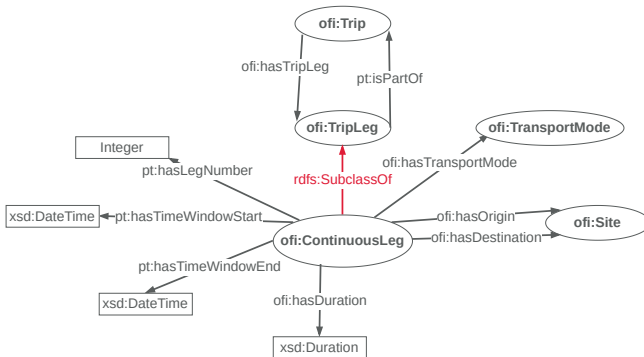 ofi:Trip
ofi:hasTripLeg
pt:isPartOf
ofi:TripLeg
ofi:TransportMode
Integer
ofi:hasTransportMode
pt:hasLegNumber
rdfs:SubclassOf
xsd:DateTime
pt:hasTimeWindowStart
ofi:hasOrigin
ofi:Site
ofi:ContinuousLeg
ofi:hasDestination
pt:hasTimeWindowEnd
xsd:DateTime
ofi:hasDuration
xsd:Duration